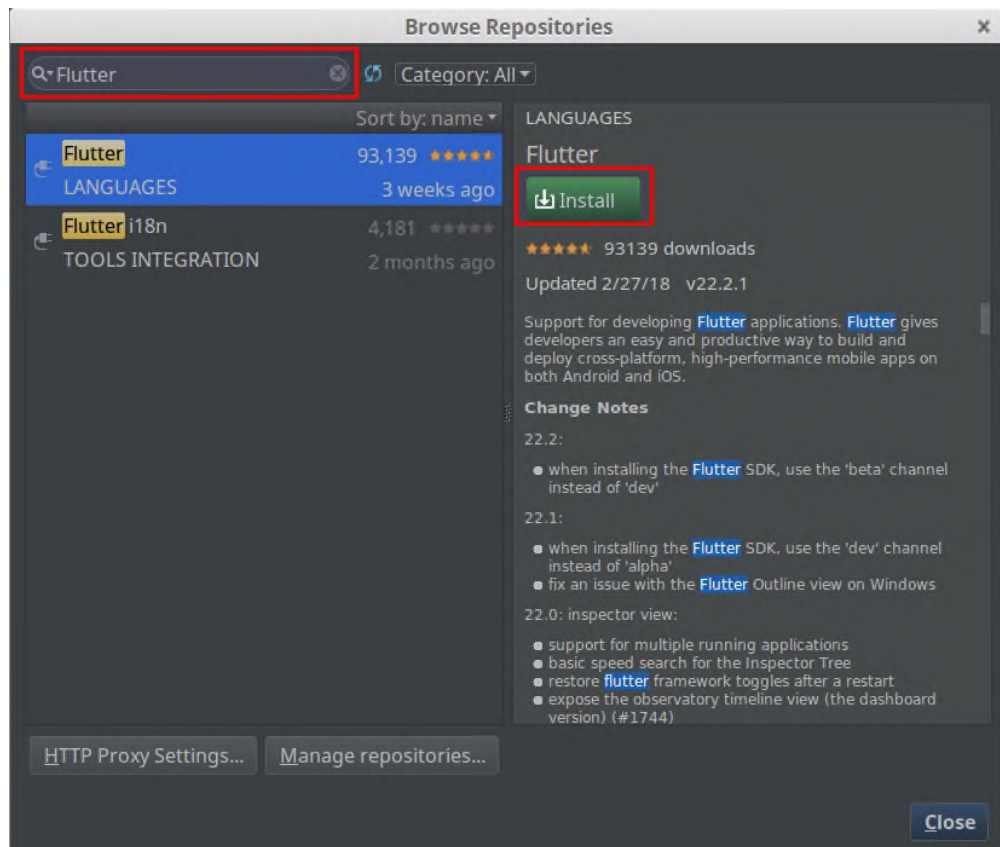 Browse Repositories
Flutter
Category: All
Sort by: name
Flutter 93,139
LANGUAGES 3 weeks ago
Flutter i18n 4,181
TOOLS INTEGRATION 2 months ago
LANGUAGES
Flutter
Install
93139 downloads
Updated 2/27/18 v22.2.1
Support for developing Flutter applications. Flutter gives
developers an easy and productive way to build and
deploy cross-platform, high-performance mobile apps on
both Android and iOS.
Change Notes
22.2:
when installing the Flutter SDK, use the 'beta' channel
instead of 'dev'
22.1:
when installing the Flutter SDK, use the 'dev' channel
instead of 'alpha'
fix an issue with the Flutter Outline view on Windows
22.0: inspector view:
support for multiple running applications
basic speed search for the Inspector Tree
restore flutter framework toggles after a restart
expose the observatory timeline view (the dashboard
version) (#1744)
HTTP Proxy Settings...
Manage repositories...
Close